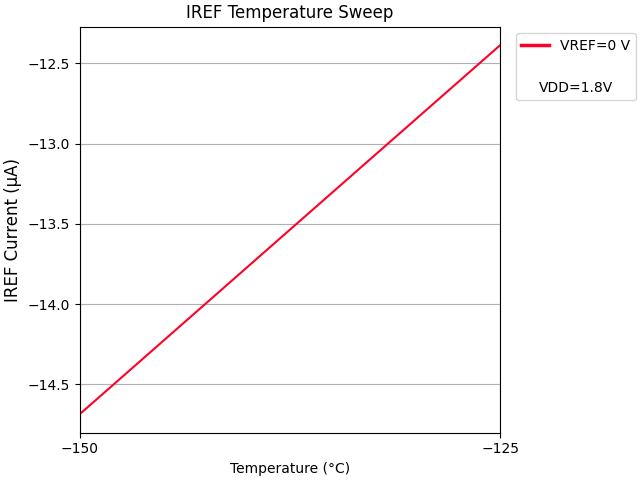 IREF Temperature Sweep
IREF Current (µA)
−12.5
−13.0
−13.5
−14.0
−14.5
−150
−125
Temperature (°C)
VREF=0 V
VDD=1.8V